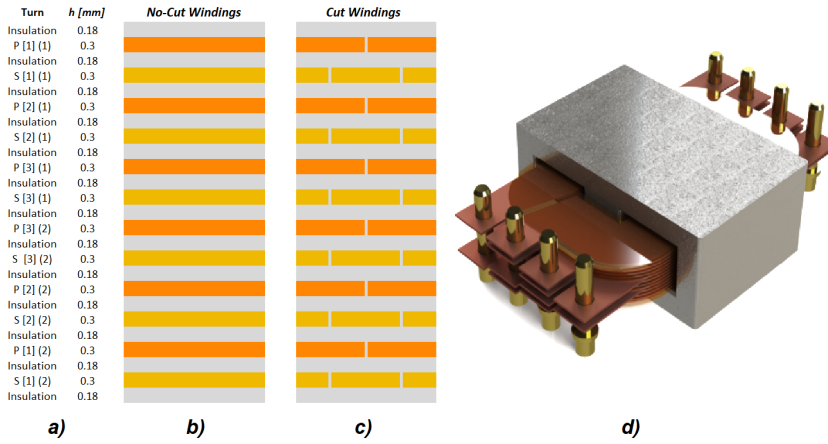 Turn h [mm] No-Cut Windings Cut Windings
Insulation 0.18
P [1] (1) 0.3
Insulation 0.18
S [1] (1) 0.3
Insulation 0.18
P [2] (1) 0.3
Insulation 0.18
S [2] (1) 0.3
Insulation 0.18
P [3] (1) 0.3
Insulation 0.18
S [3] (1) 0.3
Insulation 0.18
P [3] (2) 0.3
Insulation 0.18
S [3] (2) 0.3
Insulation 0.18
P [2] (2) 0.3
Insulation 0.18
S [2] (2) 0.3
Insulation 0.18
P [1] (2) 0.3
Insulation 0.18
S [1] (2) 0.3
Insulation 0.18
a) b) c) d)